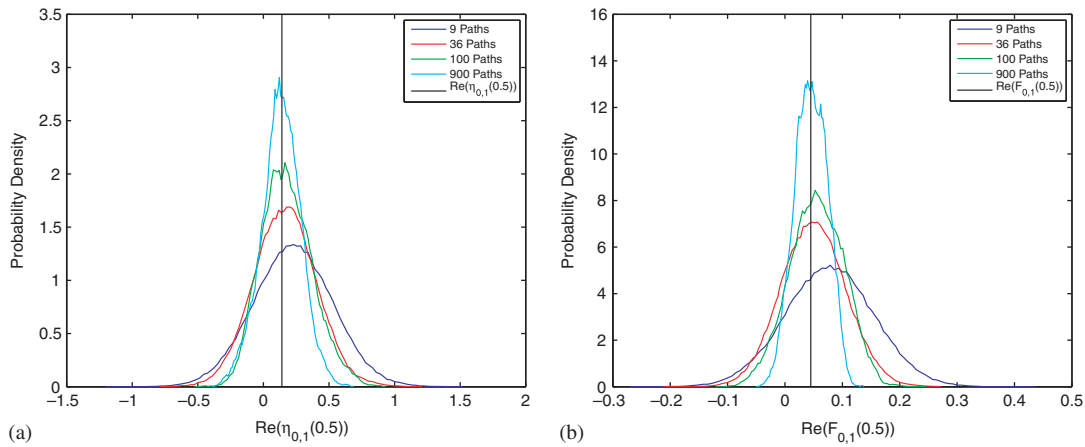 3.5
3
2.5
2
1.5
1
0.5
0
Probability Density
−1.5 −1 −0.5 0 0.5 1 1.5 2
Re(η0,1(0.5))
9 Paths
36 Paths
100 Paths
900 Paths
Re(η0,1(0.5))
(a)
16
14
12
10
8
6
4
2
0
Probability Density
−0.3 −0.2 −0.1 0 0.1 0.2 0.3 0.4 0.5
Re(F0,1(0.5))
9 Paths
36 Paths
100 Paths
900 Paths
Re(F0,1(0.5))
(b)